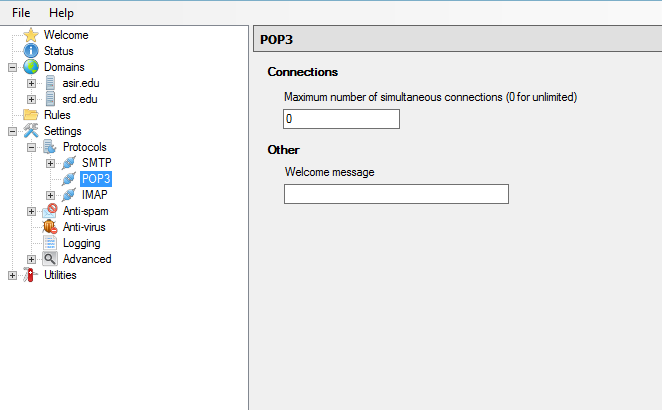 File Help
Welcome
Status
Domains
asir.edu
srd.edu
Rules
Settings
Protocols
SMTP
POP3
IMAP
Anti-spam
Anti-virus
Logging
Advanced
Utilities
POP3
Connections
Maximum number of simultaneous connections (0 for unlimited)
0
Other
Welcome message